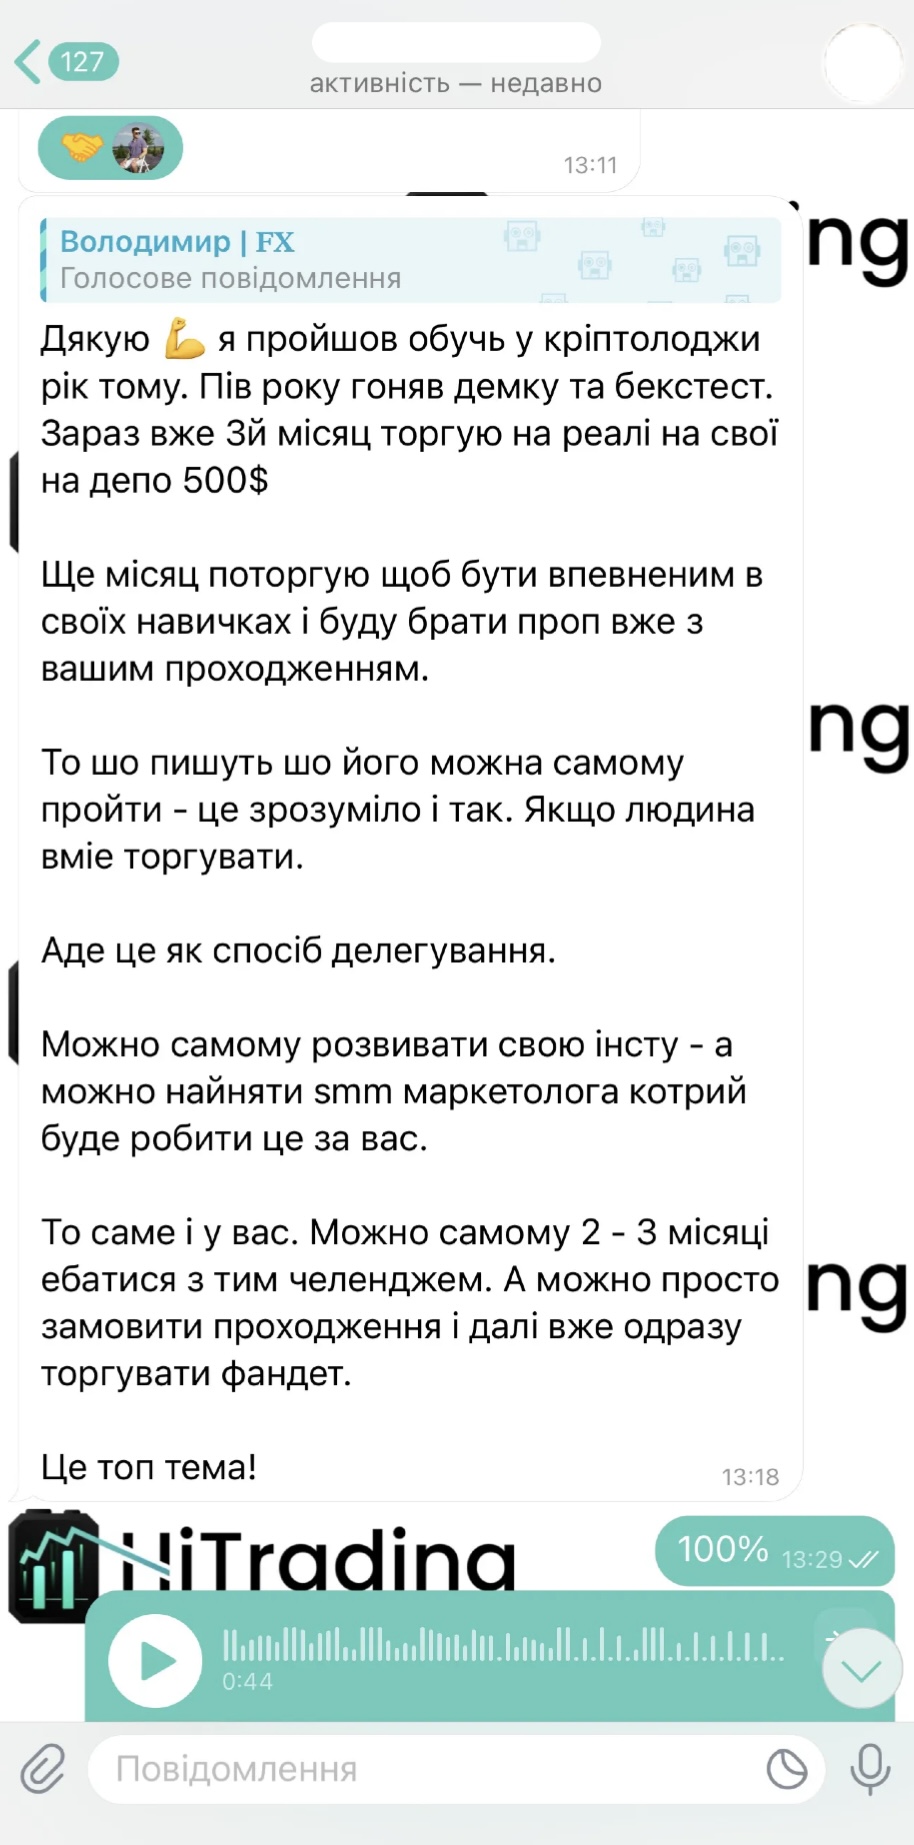 127
активність — недавно
13:11
ng
Володимир | FX
Голосове повідомлення
Дякую 💪 я пройшов обучь у кріптолоджи
рік тому. Пів року гоняв демку та бекстест.
Зараз вже 3й місяц торгую на реалі на свої
на депо 500$
Ще місяц поторгую щоб бути впевненим в
своїх навичках і буду брати проп вже з
вашим проходженням.
ng
То шо пишуть шо його можна самому
пройти - це зрозуміло і так. Якщо людина
вміє торгувати.
Аде це як спосіб делегування.
Можно самому розвивати свою інсту - а
можно найняти smm маркетолога котрий
буде робити це за вас.
То саме і у вас. Можно самому 2 - 3 місяці
ебатися з тим челенджем. А можно просто
ng
замовити проходження і далі вже одразу
торгувати фандет.
Це топ тема!
13:18
HiTrading
100% 13:29
0:44
Повідомлення